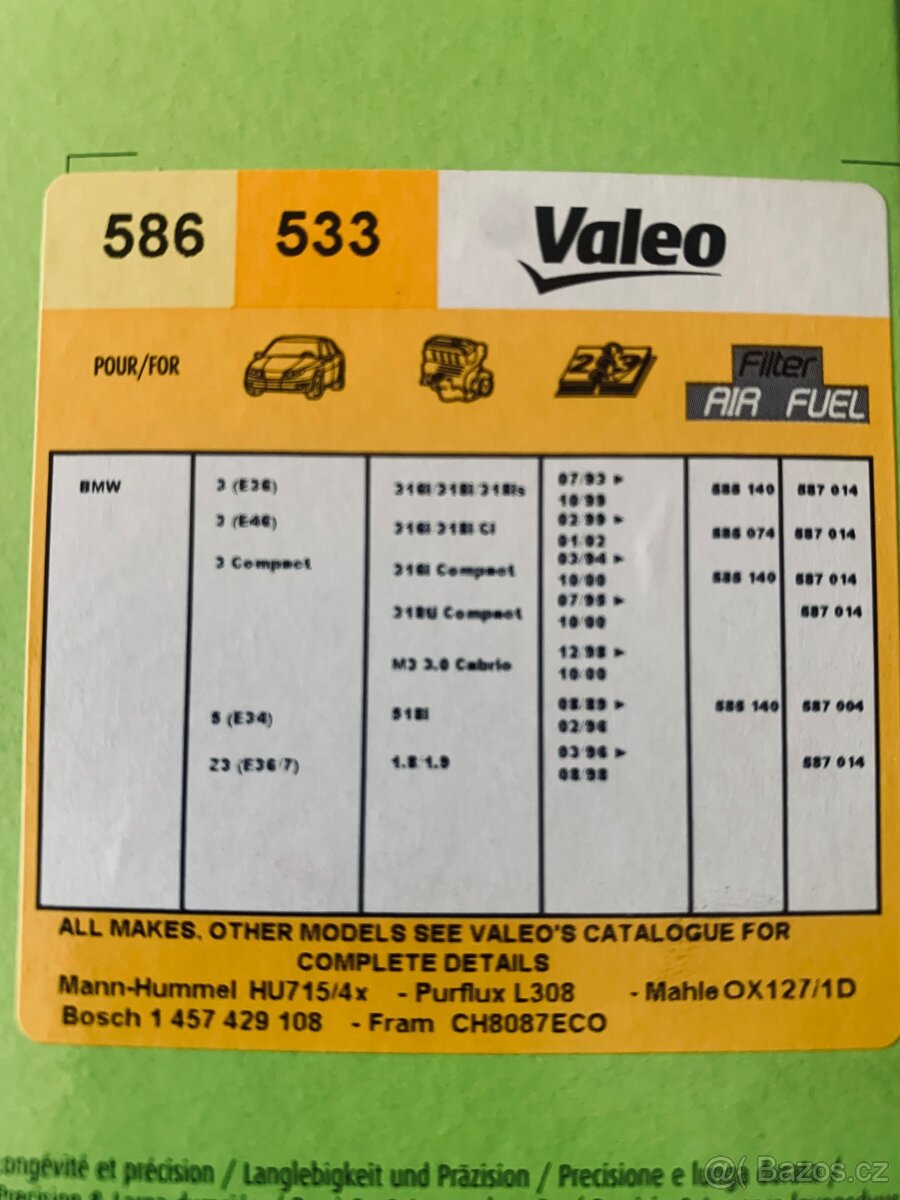 586 533 Valeo
POUR/FOR
Filter
AIR FUEL
BMW 3 (E36) 316i/318i/318is 07/93 ► 10/99 585 140 587 014
3 (E46) 316i 318i CI 02/99 ► 01/02 585 074 587 014
3 Compact 316i Compact 03/94 ► 10/00 585 140 587 014
Compact 07/95 ► 10/00 587 014
M3 3.0 Cabrio 12/98 ► 10/00
5 (E34) 518i 08/89 ► 02/96 585 140 587 004
Z3 (E36/7) 1.8/1.9 03/96 ► 08/98 587 014
ALL MAKES, OTHER MODELS SEE VALEO'S CATALOGUE FOR
COMPLETE DETAILS
Mann-Hummel HU715/4x - Purflux L308 - Mahle OX127/1D
Bosch 1 457 429 108 - Fram CH8087ECO
Longévité et précision / Langlebigkeit und Präzision / Precisione e lunga durata /
Bazos.cz